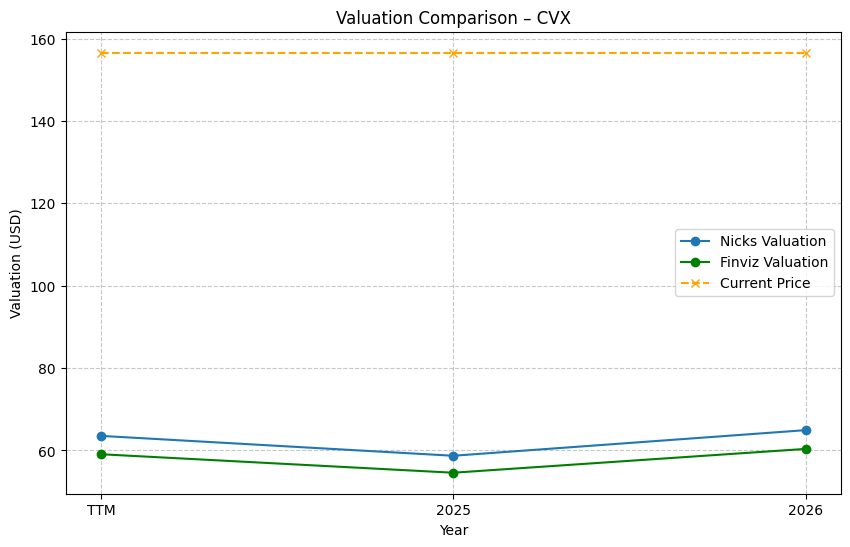 Valuation Comparison – CVX
Valuation (USD)
160
140
120
100
80
60
Nicks Valuation
Finviz Valuation
Current Price
TTM
2025
2026
Year